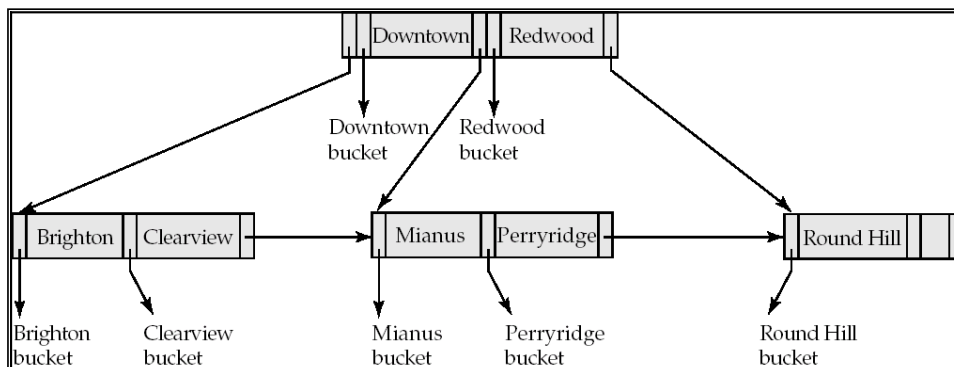 Downtown Redwood
Downtown
bucket
Redwood
bucket
Brighton Clearview Mianus Perryridge Round Hill
Brighton
bucket
Clearview
bucket
Mianus
bucket
Perryridge
bucket
Round Hill
bucket